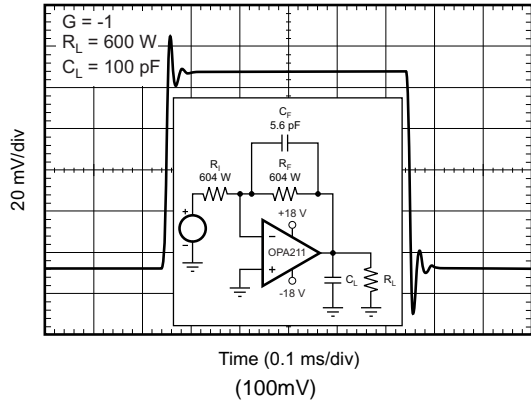 G = -1
R_L = 600 W
C_L = 100 pF
20 mV/div
C_F
5.6 pF
R_I
604 W
R_F
604 W
+
-
+18 V
-
OPA211
+
-18 V
C_L
R_L
Time (0.1 ms/div)
(100mV)